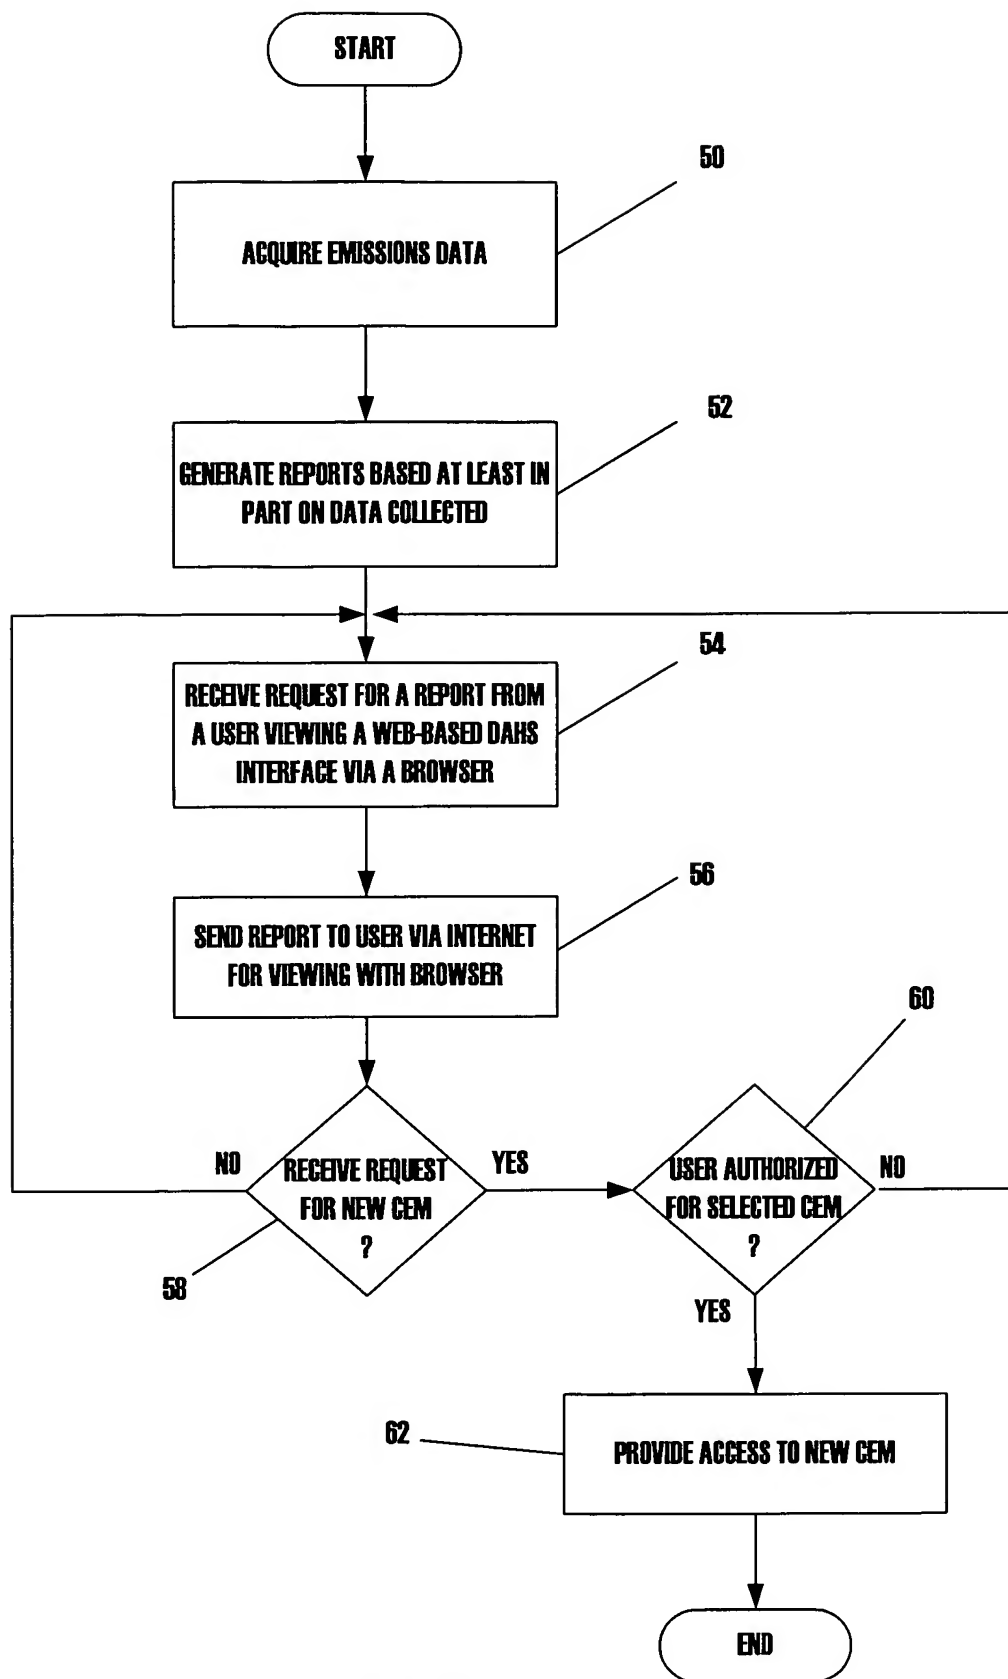 START
50
ACQUIRE EMISSIONS DATA
52
GENERATE REPORTS BASED AT LEAST IN
PART ON DATA COLLECTED
54
RECEIVE REQUEST FOR A REPORT FROM
A USER VIEWING A WEB-BASED DAHS
INTERFACE VIA A BROWSER
56
SEND REPORT TO USER VIA INTERNET
FOR VIEWING WITH BROWSER
60
NO
RECEIVE REQUEST
FOR NEW CEM
?
YES
USER AUTHORIZED
FOR SELECTED CEM
?
NO
58
YES
62
PROVIDE ACCESS TO NEW CEM
END